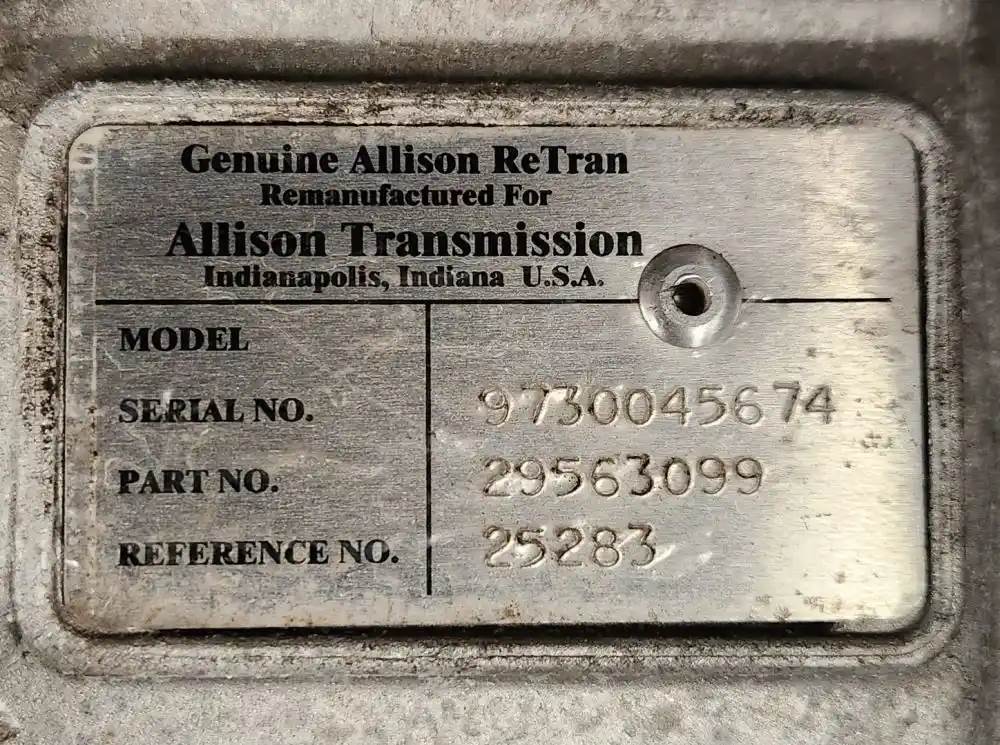 Genuine Allison ReTran
Remanufactured For
Allison Transmission
Indianapolis, Indiana U.S.A.
MODEL
SERIAL NO. 9730045674
PART NO. 29563099
REFERENCE NO. 25283